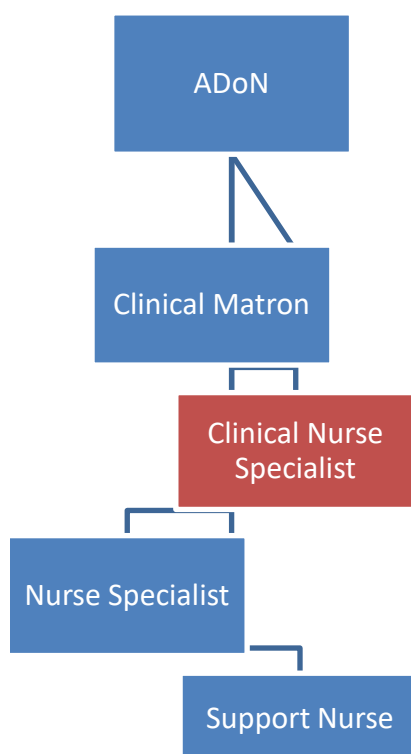 ADoN
Clinical Matron
Clinical Nurse
Specialist
Nurse Specialist
Support Nurse